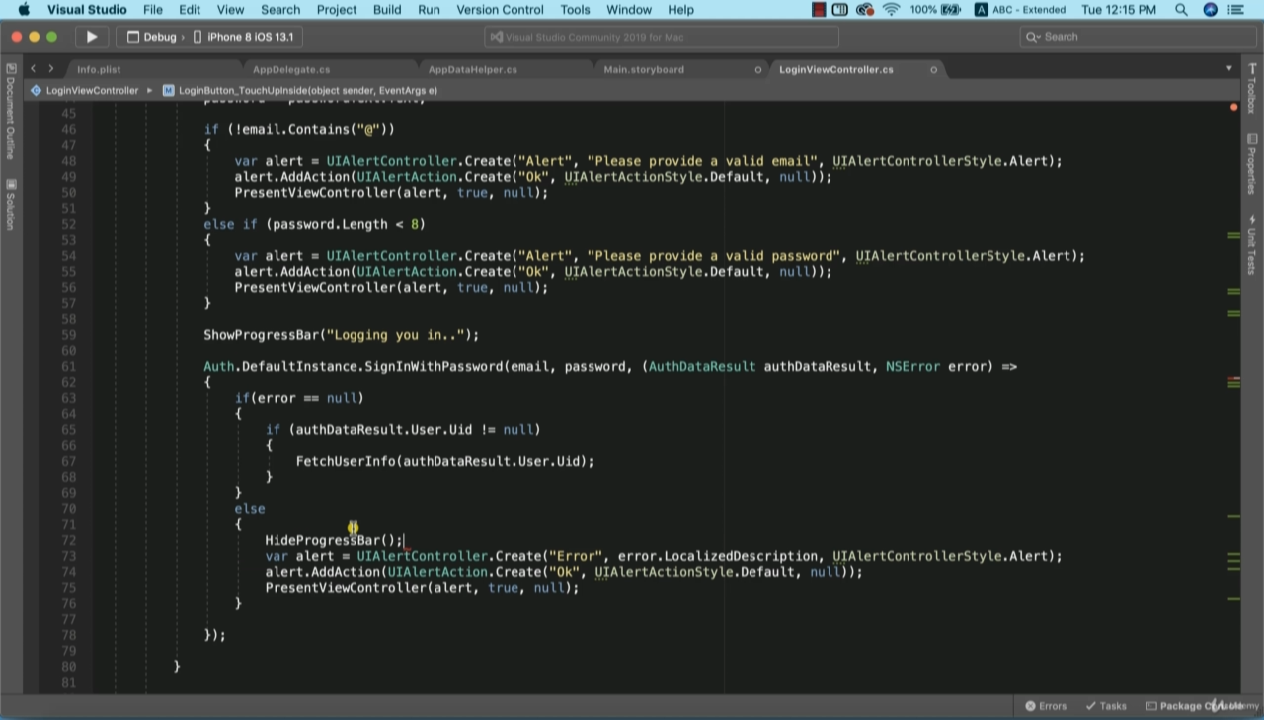 Visual Studio File Edit View Search Project Build Run Version Control Tools Window Help 100% ABC - Extended Tue 12:15 PM
Debug › iPhone 8 iOS 13.1 Visual Studio Community 2019 for Mac Search
Info.plist AppDelegate.cs AppDataHelper.cs Main.storyboard LoginViewController.cs
LoginViewController LoginButton_TouchUpInside(object sender, EventArgs e)
Document Outline
Solution
Toolbox
Properties
Unit Tests
45
46 if (!email.Contains("@"))
47 {
48 var alert = UIAlertController.Create("Alert", "Please provide a valid email", UIAlertControllerStyle.Alert);
49 alert.AddAction(UIAlertAction.Create("Ok", UIAlertActionStyle.Default, null));
50 PresentViewController(alert, true, null);
51 }
52 else if (password.Length < 8)
53 {
54 var alert = UIAlertController.Create("Alert", "Please provide a valid password", UIAlertControllerStyle.Alert);
55 alert.AddAction(UIAlertAction.Create("Ok", UIAlertActionStyle.Default, null));
56 PresentViewController(alert, true, null);
57 }
58
59 ShowProgressBar("Logging you in..");
60
61 Auth.DefaultInstance.SignInWithPassword(email, password, (AuthDataResult authDataResult, NSError error) =>
62 {
63 if(error == null)
64 {
65 if (authDataResult.User.Uid != null)
66 {
67 FetchUserInfo(authDataResult.User.Uid);
68 }
69 }
70 else
71 {
72 HideProgressBar();
73 var alert = UIAlertController.Create("Error", error.LocalizedDescription, UIAlertControllerStyle.Alert);
74 alert.AddAction(UIAlertAction.Create("Ok", UIAlertActionStyle.Default, null));
75 PresentViewController(alert, true, null);
76 }
77
78 });
79
80 }
81
Errors Tasks Package